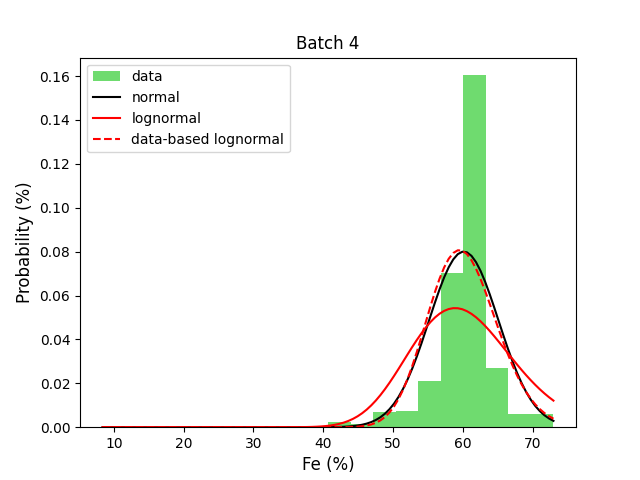 Batch 4
data
normal
lognormal
data-based lognormal
0.16
0.14
0.12
0.10
0.08
0.06
0.04
0.02
0.00
Probability (%)
10 20 30 40 50 60 70
Fe (%)